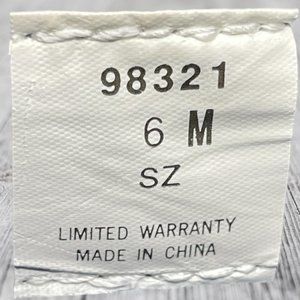 98321
6 M
SZ
LIMITED WARRANTY
MADE IN CHINA